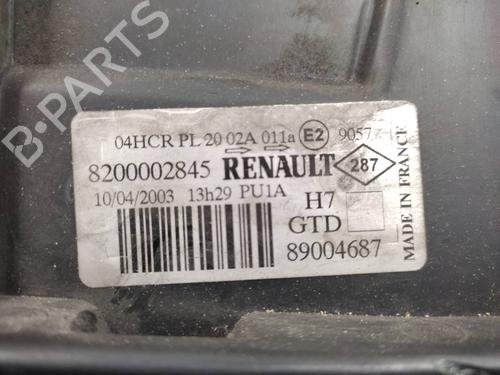 04HCR PL 20 02A 011a E2 9057
8200002845 RENAULT 287
10/04/2003 13h29 PU1A
H7
GTD
89004687
MADE IN FRANCE
B-PARTS